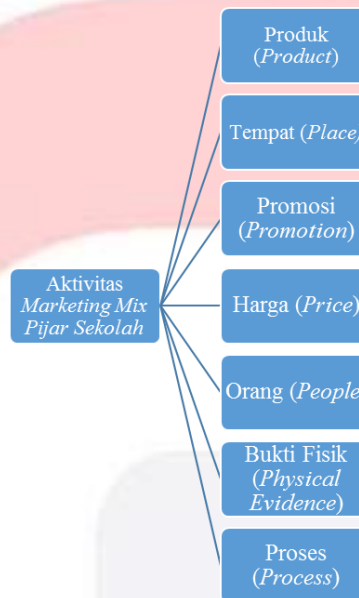 Produk
(Product)
Tempat (Place)
Promosi
(Promotion)
Aktivitas
Marketing Mix
Pijar Sekolah
Harga (Price)
Orang (People
Bukti Fisik
(Physical
Evidence)
Proses
(Process)